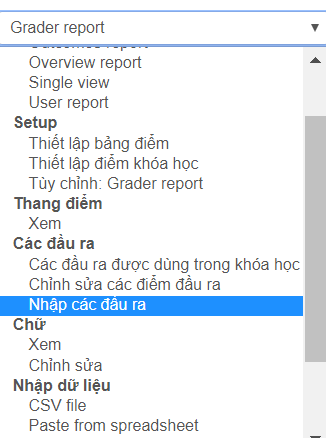 Grader report
Outcomes report
Overview report
Single view
User report
Setup
Thiết lập bảng điểm
Thiết lập điểm khóa học
Tùy chỉnh: Grader report
Thang điểm
Xem
Các đầu ra
Các đầu ra được dùng trong khóa học
Chỉnh sửa các điểm đầu ra
Nhập các đầu ra
Chữ
Xem
Chỉnh sửa
Nhập dữ liệu
CSV file
Paste from spreadsheet